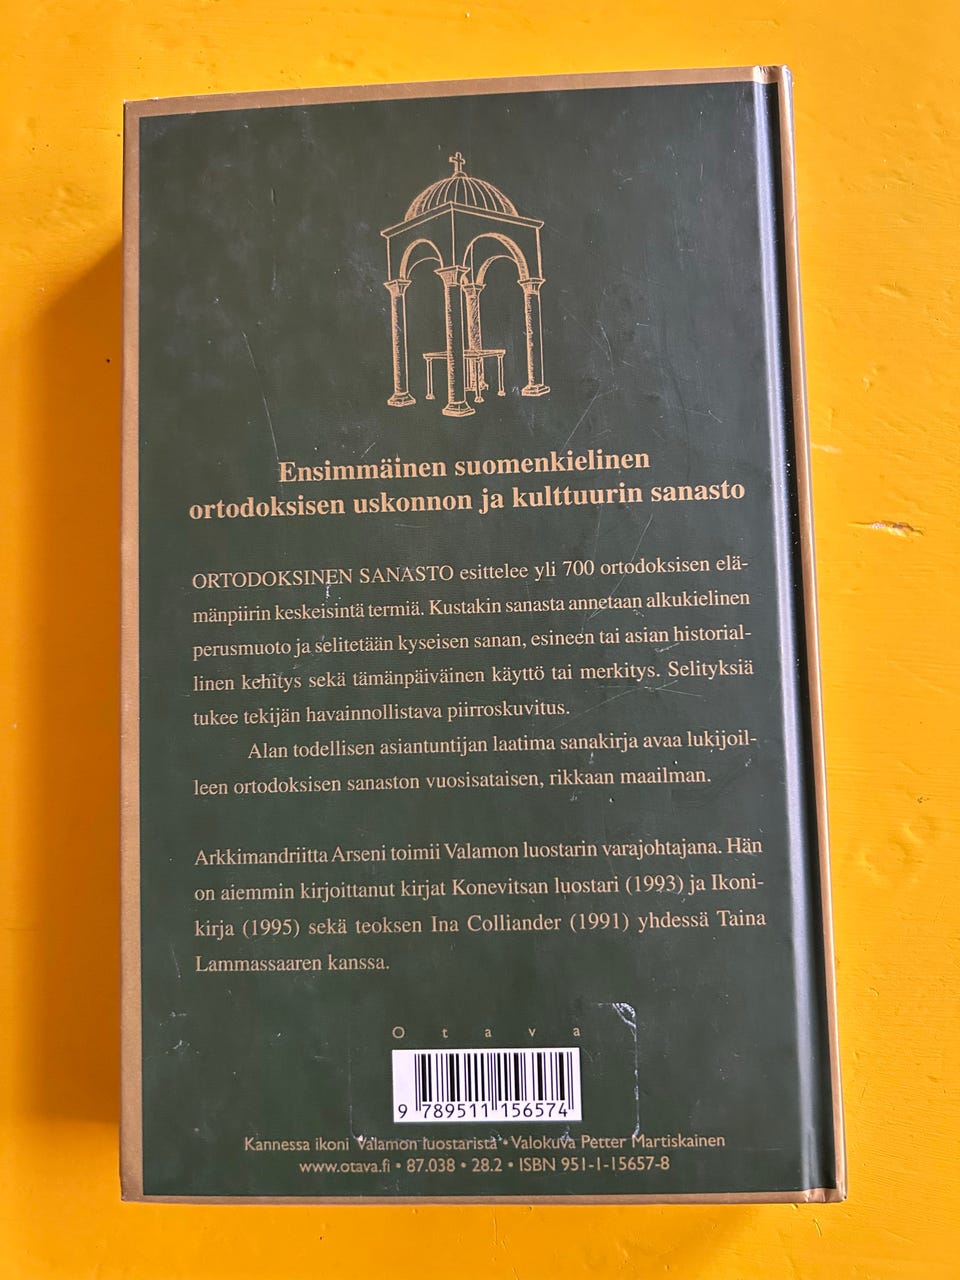 Ensimmäinen suomenkielinen
ortodoksisen uskonnon ja kulttuurin sanasto
ORTODOKSINEN SANASTO esittelee yli 700 ortodoksisen elä-
mänpiirin keskeisintä termiä. Kustakin sanasta annetaan alkukielinen
perusmuoto ja selitetään kyseisen sanan, esineen tai asian historial-
linen kehitys sekä tämänpäiväinen käyttö tai merkitys. Selityksiä
tukee tekijän havainnollistava piirroskuvitus.
Alan todellisen asiantuntijan laatima sanakirja avaa lukijoil-
leen ortodoksisen sanaston vuosisataisen, rikkaan maailman.
Arkkimandriitta Arseni toimii Valamon luostarin varajohtajana. Hän
on aiemmin kirjoittanut kirjat Konevitsan luostari (1993) ja Ikoni-
kirja (1995) sekä teoksen Ina Colliander (1991) yhdessä Taina
Lammassaaren kanssa.
Otava
9 789511 156574
Kannessa ikoni Valamon luostarista • Valokuva Petter Martiskainen
www.otava.fi • 87.038 • 28.2 • ISBN 951-1-15657-8